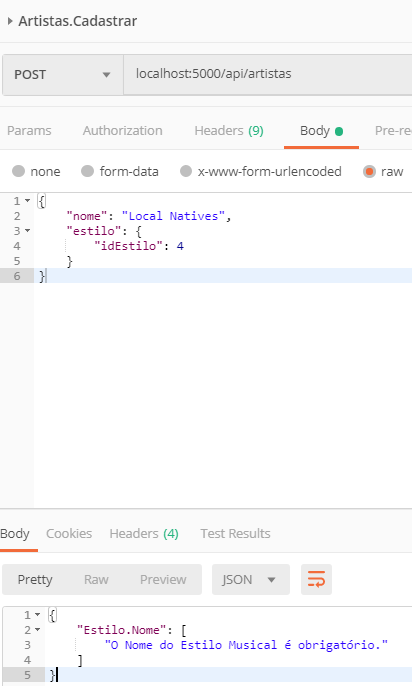 Artistas.Cadastrar
POST localhost:5000/api/artistas
Params Authorization Headers (9) Body Pre-re
none form-data x-www-form-urlencoded raw
1 {
2 "nome": "Local Natives",
3 "estilo": {
4 "idEstilo": 4
5 }
6 }
Body Cookies Headers (4) Test Results
Pretty Raw Preview JSON
1 {
2 "Estilo.Nome": [
3 "O Nome do Estilo Musical é obrigatório."
4 ]
5 }